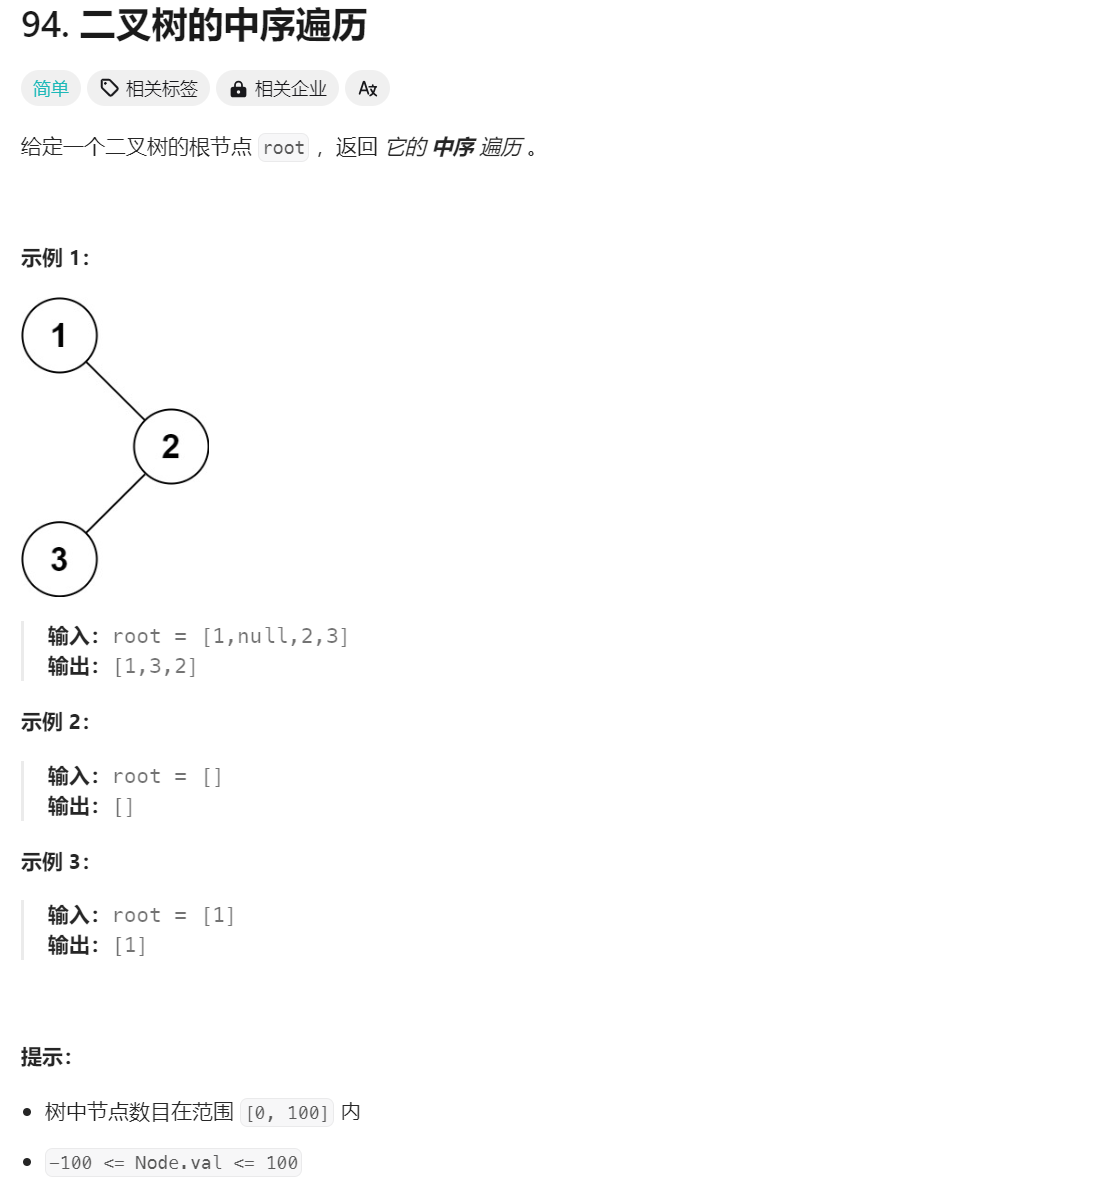 94. 二叉树的中序遍历
简单 相关标签 相关企业 A文
给定一个二叉树的根节点 root ，返回 它的 中序 遍历 。
示例 1：
1
2
3
输入：root = [1,null,2,3]
输出：[1,3,2]
示例 2：
输入：root = []
输出：[]
示例 3：
输入：root = [1]
输出：[1]
提示：
• 树中节点数目在范围 [0, 100] 内
• -100 <= Node.val <= 100